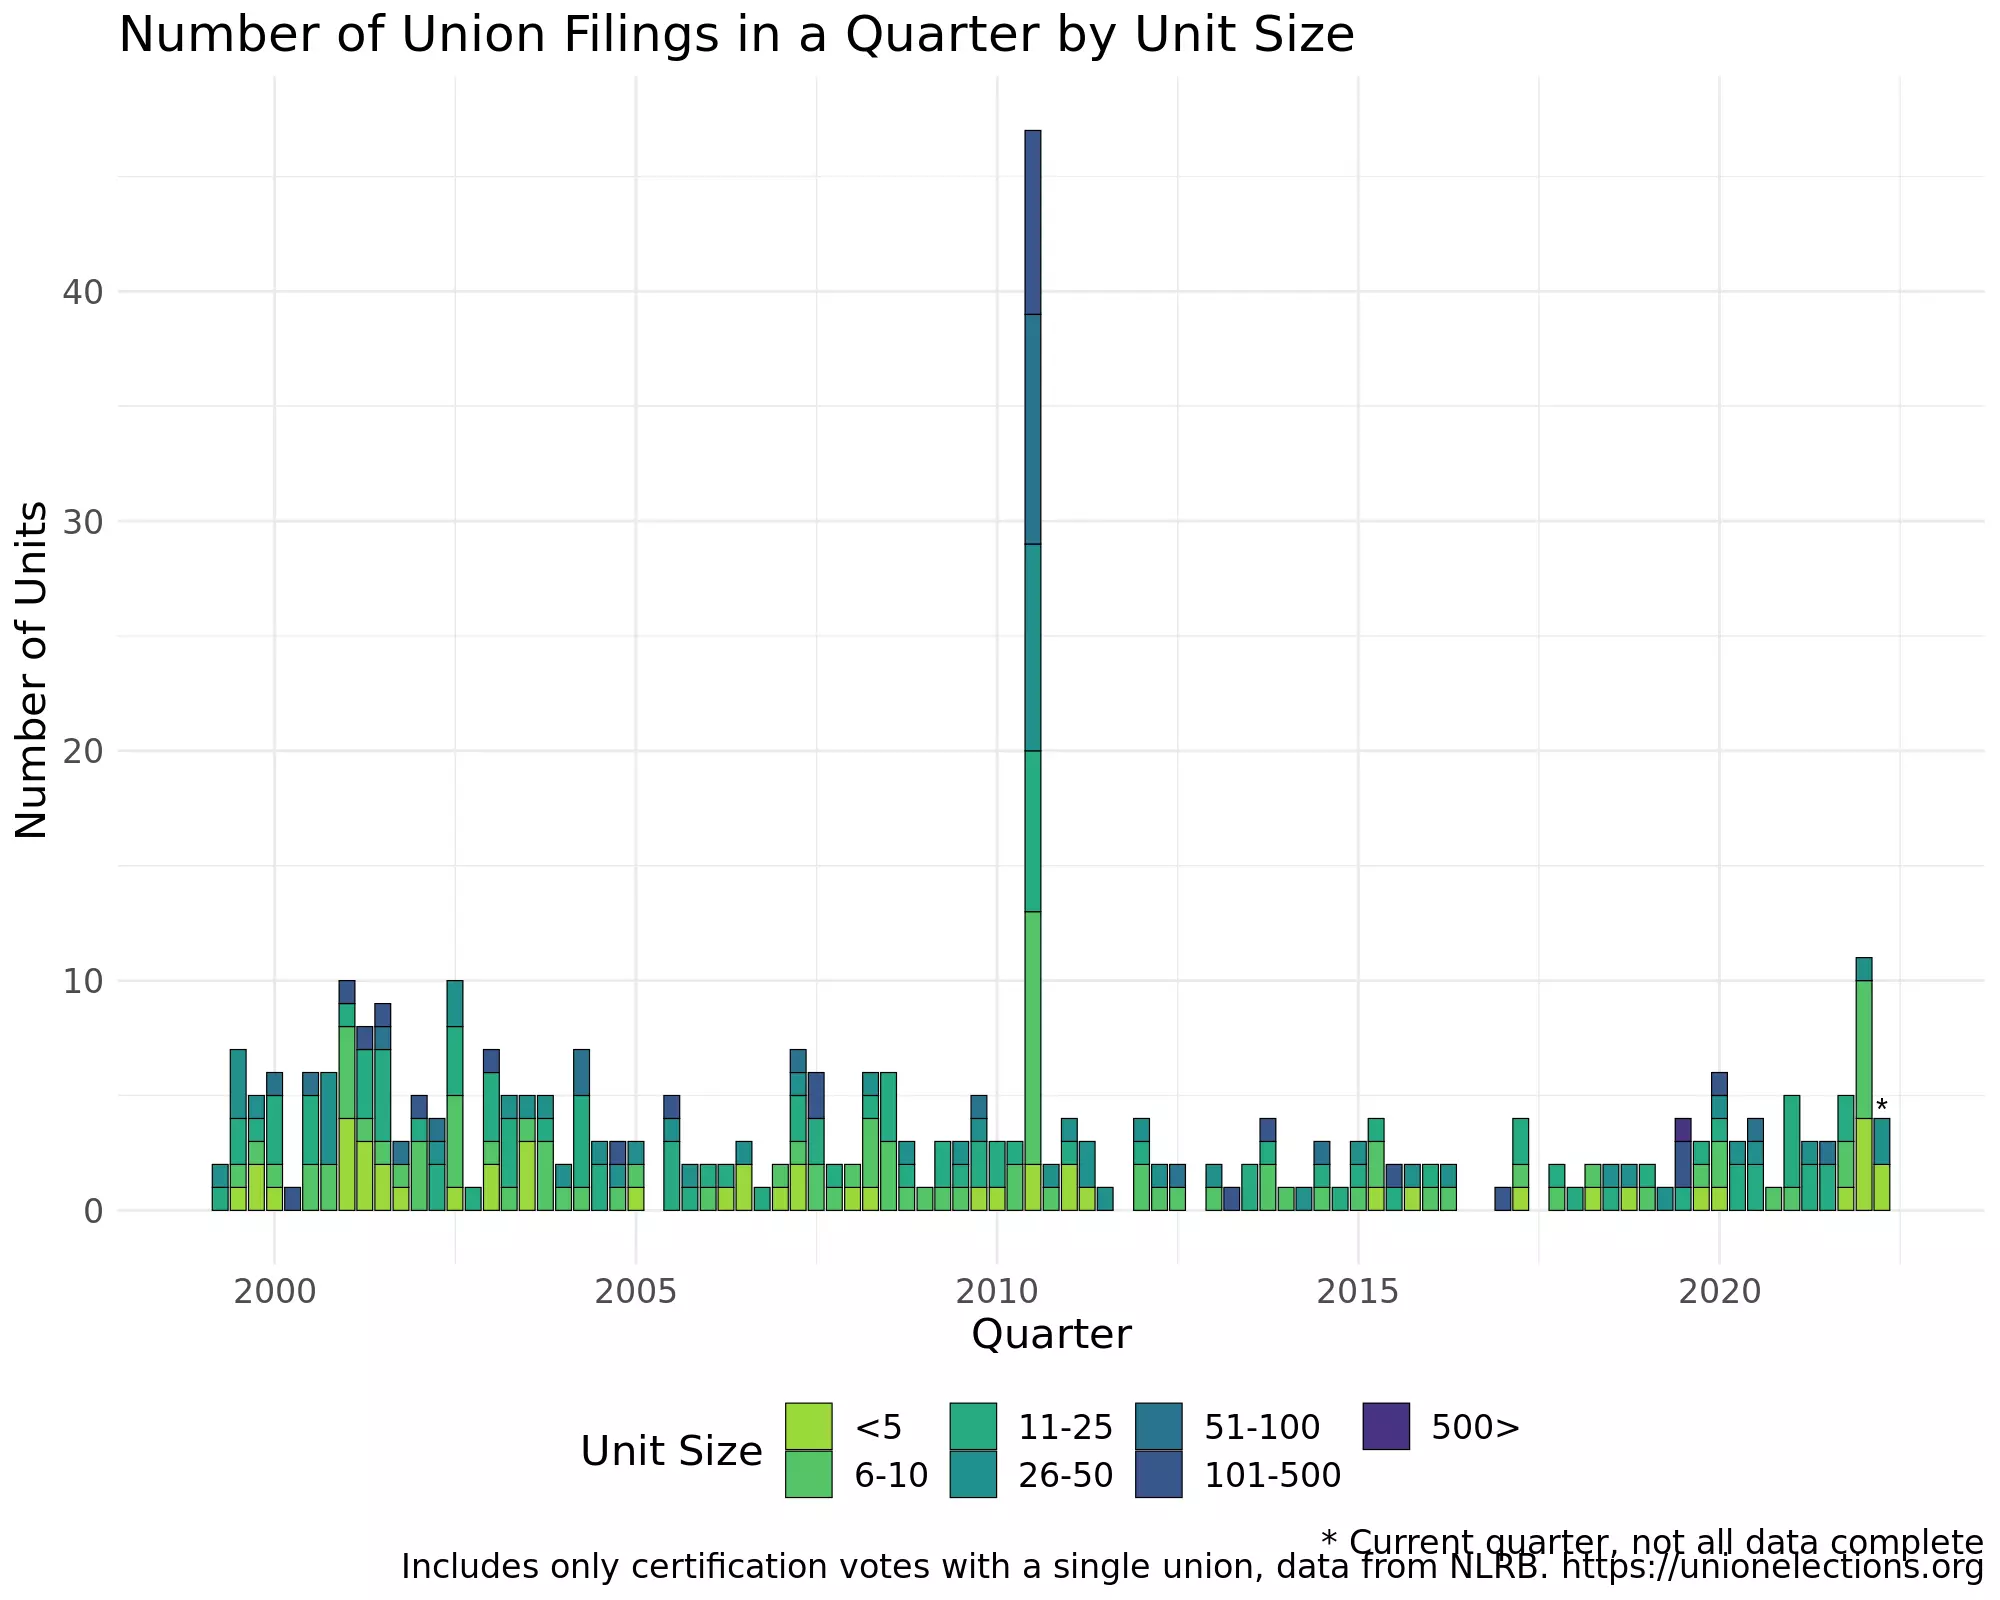 Number of Union Filings in a Quarter by Unit Size
Number of Units
40
30
20
10
0
*
2000 2005 2010 2015 2020
Quarter
Unit Size
<5 11-25 51-100 500>
6-10 26-50 101-500
* Current quarter, not all data complete
Includes only certification votes with a single union, data from NLRB. https://unionelections.org